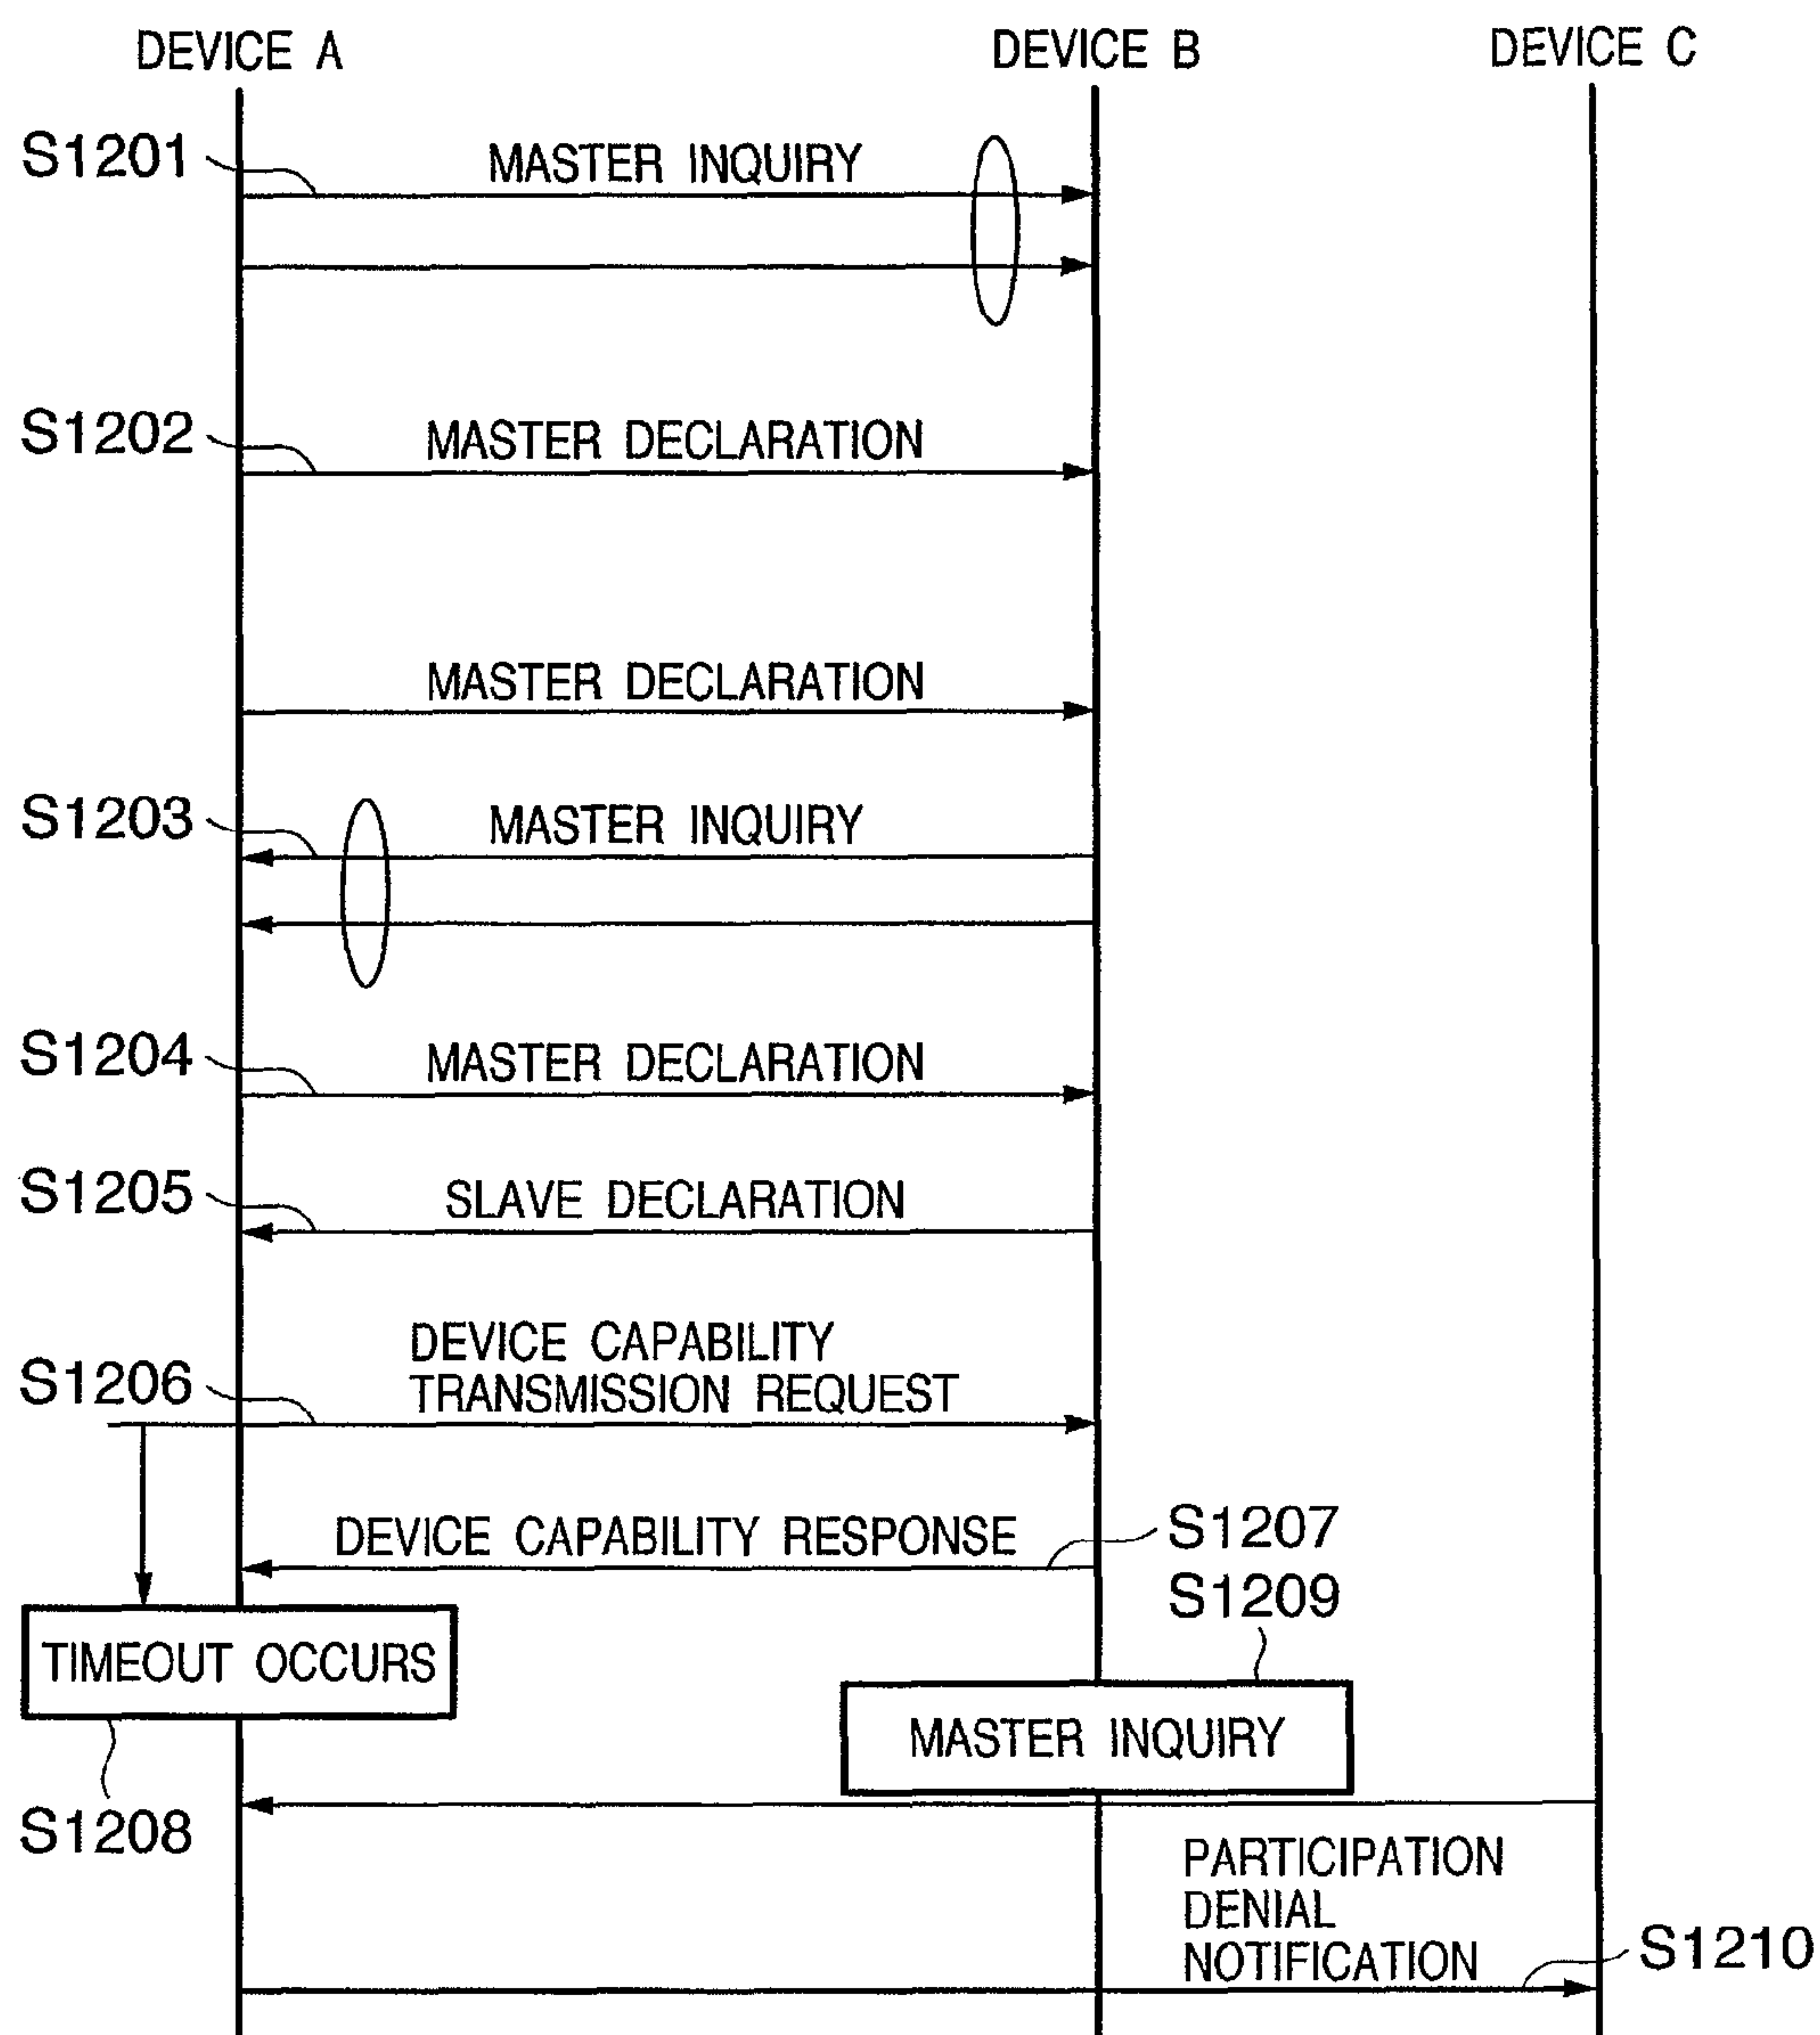 DEVICE A
DEVICE B
DEVICE C
S1201
MASTER INQUIRY
S1202
MASTER DECLARATION
MASTER DECLARATION
S1203
MASTER INQUIRY
S1204
MASTER DECLARATION
S1205
SLAVE DECLARATION
S1206
DEVICE CAPABILITY
TRANSMISSION REQUEST
DEVICE CAPABILITY RESPONSE
S1207
S1209
TIMEOUT OCCURS
MASTER INQUIRY
S1208
PARTICIPATION
DENIAL
NOTIFICATION
S1210